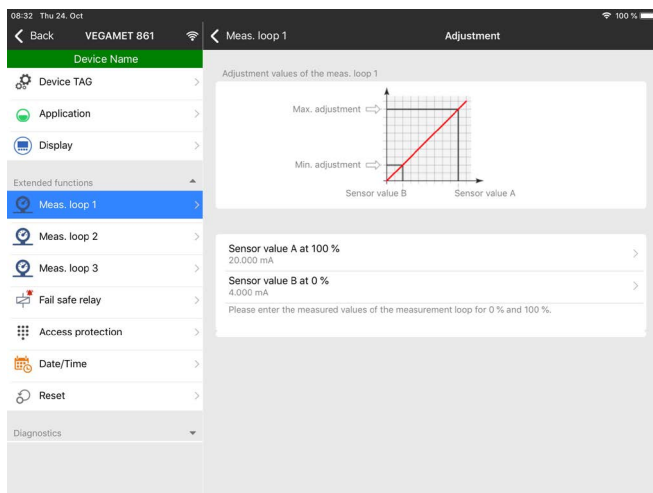 08:32 Thu 24. Oct
100 %
Back
VEGAMET 861
Device Name
Device TAG
Application
Display
Extended functions
Meas. loop 1
Meas. loop 2
Meas. loop 3
Fail safe relay
Access protection
Date/Time
Reset
Diagnostics
Meas. loop 1
Adjustment
Adjustment values of the meas. loop 1
Max. adjustment
Min. adjustment
Sensor value B
Sensor value A
Sensor value A at 100 %
20.000 mA
Sensor value B at 0 %
4.000 mA
Please enter the measured values of the measurement loop for 0 % and 100 %.